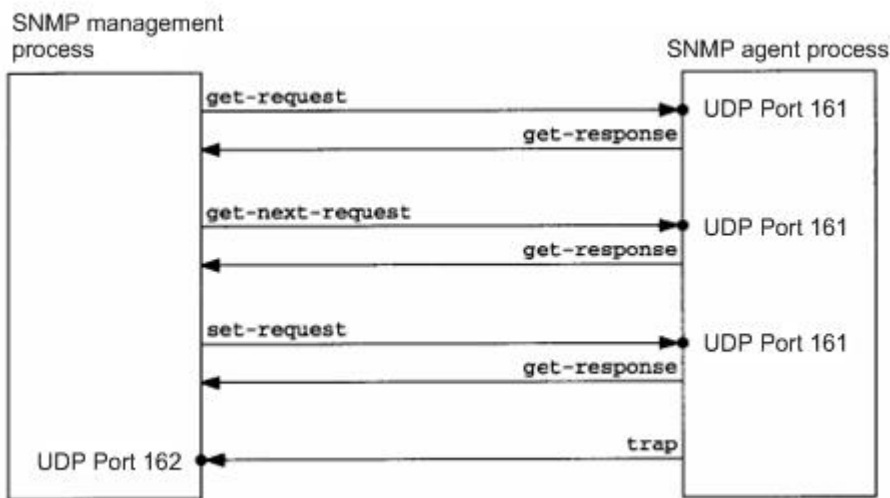 SNMP management
process
SNMP agent process
get-request
UDP Port 161
get-response
get-next-request
UDP Port 161
get-response
set-request
UDP Port 161
get-response
trap
UDP Port 162